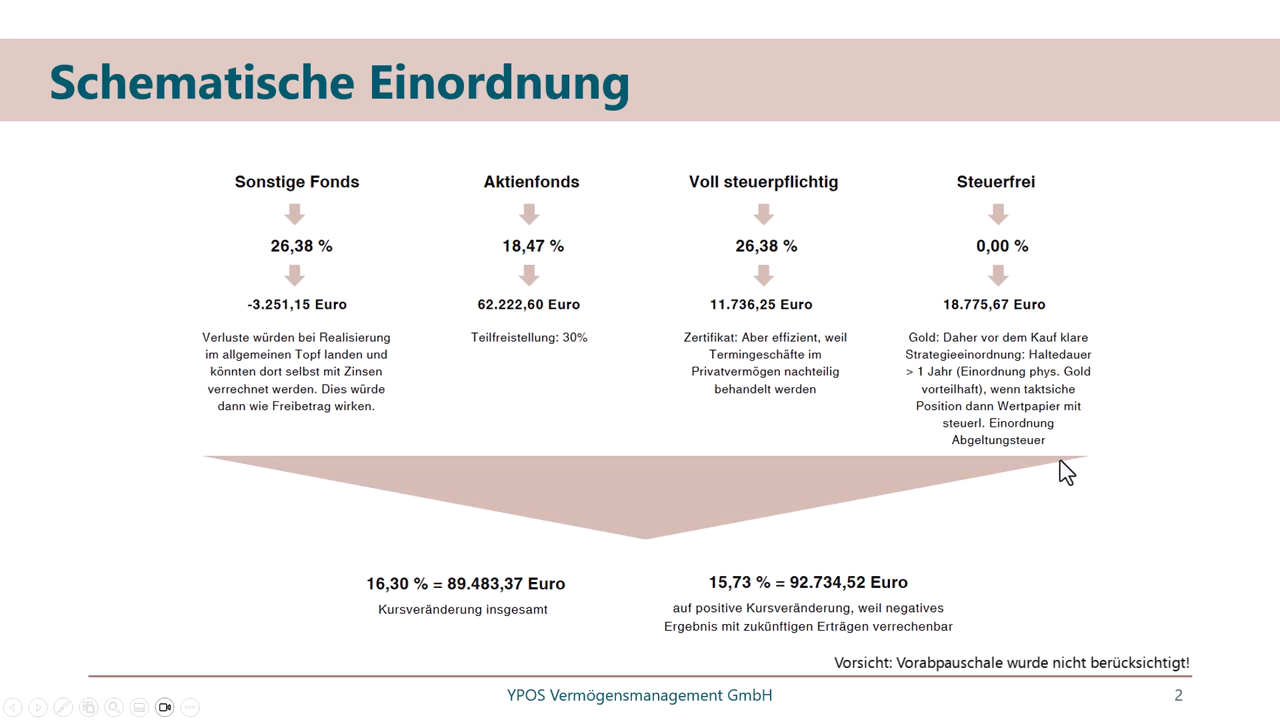 Schematische Einordnung
Sonstige Fonds
26,38 %
-3.251,15 Euro
Verluste würden bei Realisierung
im allgemeinen Topf landen und
könnten dort selbst mit Zinsen
verrechnet werden. Dies würde
dann wie Freibetrag wirken.
Aktienfonds
18,47 %
62.222,60 Euro
Teilfreistellung: 30%
Voll steuerpflichtig
26,38 %
11.736,25 Euro
Zertifikat: Aber effizient, weil
Termingeschäfte im
Privatvermögen nachteilig
behandelt werden
Steuerfrei
0,00 %
18.775,67 Euro
Gold: Daher vor dem Kauf klare
Strategieeinordnung: Haltedauer
> 1 Jahr (Einordnung phys. Gold
vorteilhaft), wenn taktsiche
Position dann Wertpapier mit
steuerl. Einordnung
Abgeltungsteuer
16,30 % = 89.483,37 Euro
Kursveränderung insgesamt
15,73 % = 92.734,52 Euro
auf positive Kursveränderung, weil negatives
Ergebnis mit zukünftigen Erträgen verrechenbar
Vorsicht: Vorabpauschale wurde nicht berücksichtigt!
YPOS Vermögensmanagement GmbH
2